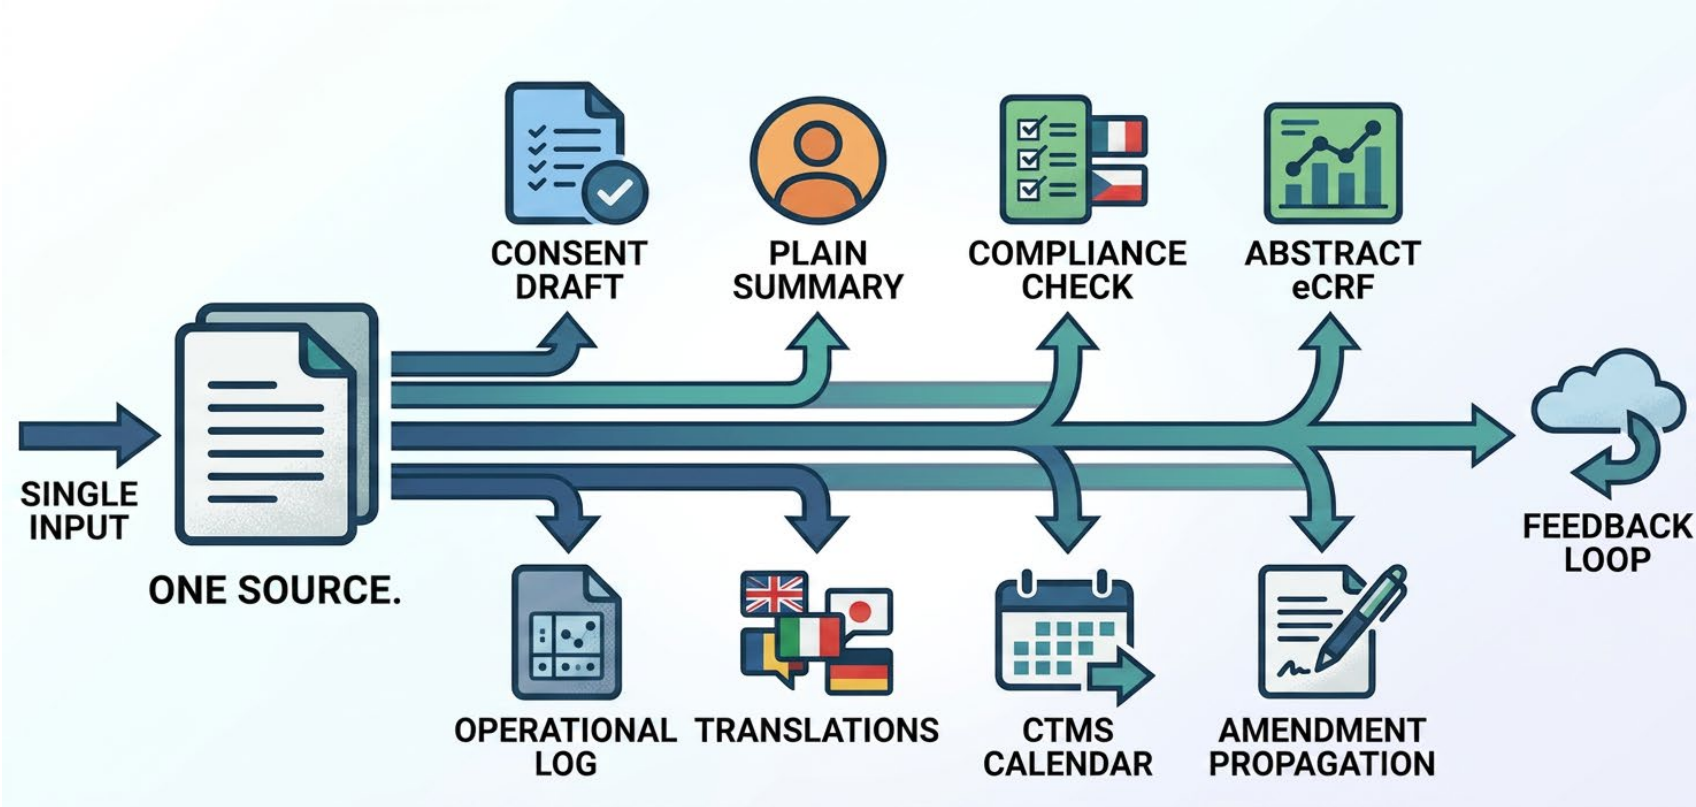 CONSENT
DRAFT
PLAIN
SUMMARY
COMPLIANCE
CHECK
ABSTRACT
eCRF
SINGLE
INPUT
ONE SOURCE.
FEEDBACK
LOOP
OPERATIONAL
LOG
TRANSLATIONS
CTMS
CALENDAR
AMENDMENT
PROPAGATION